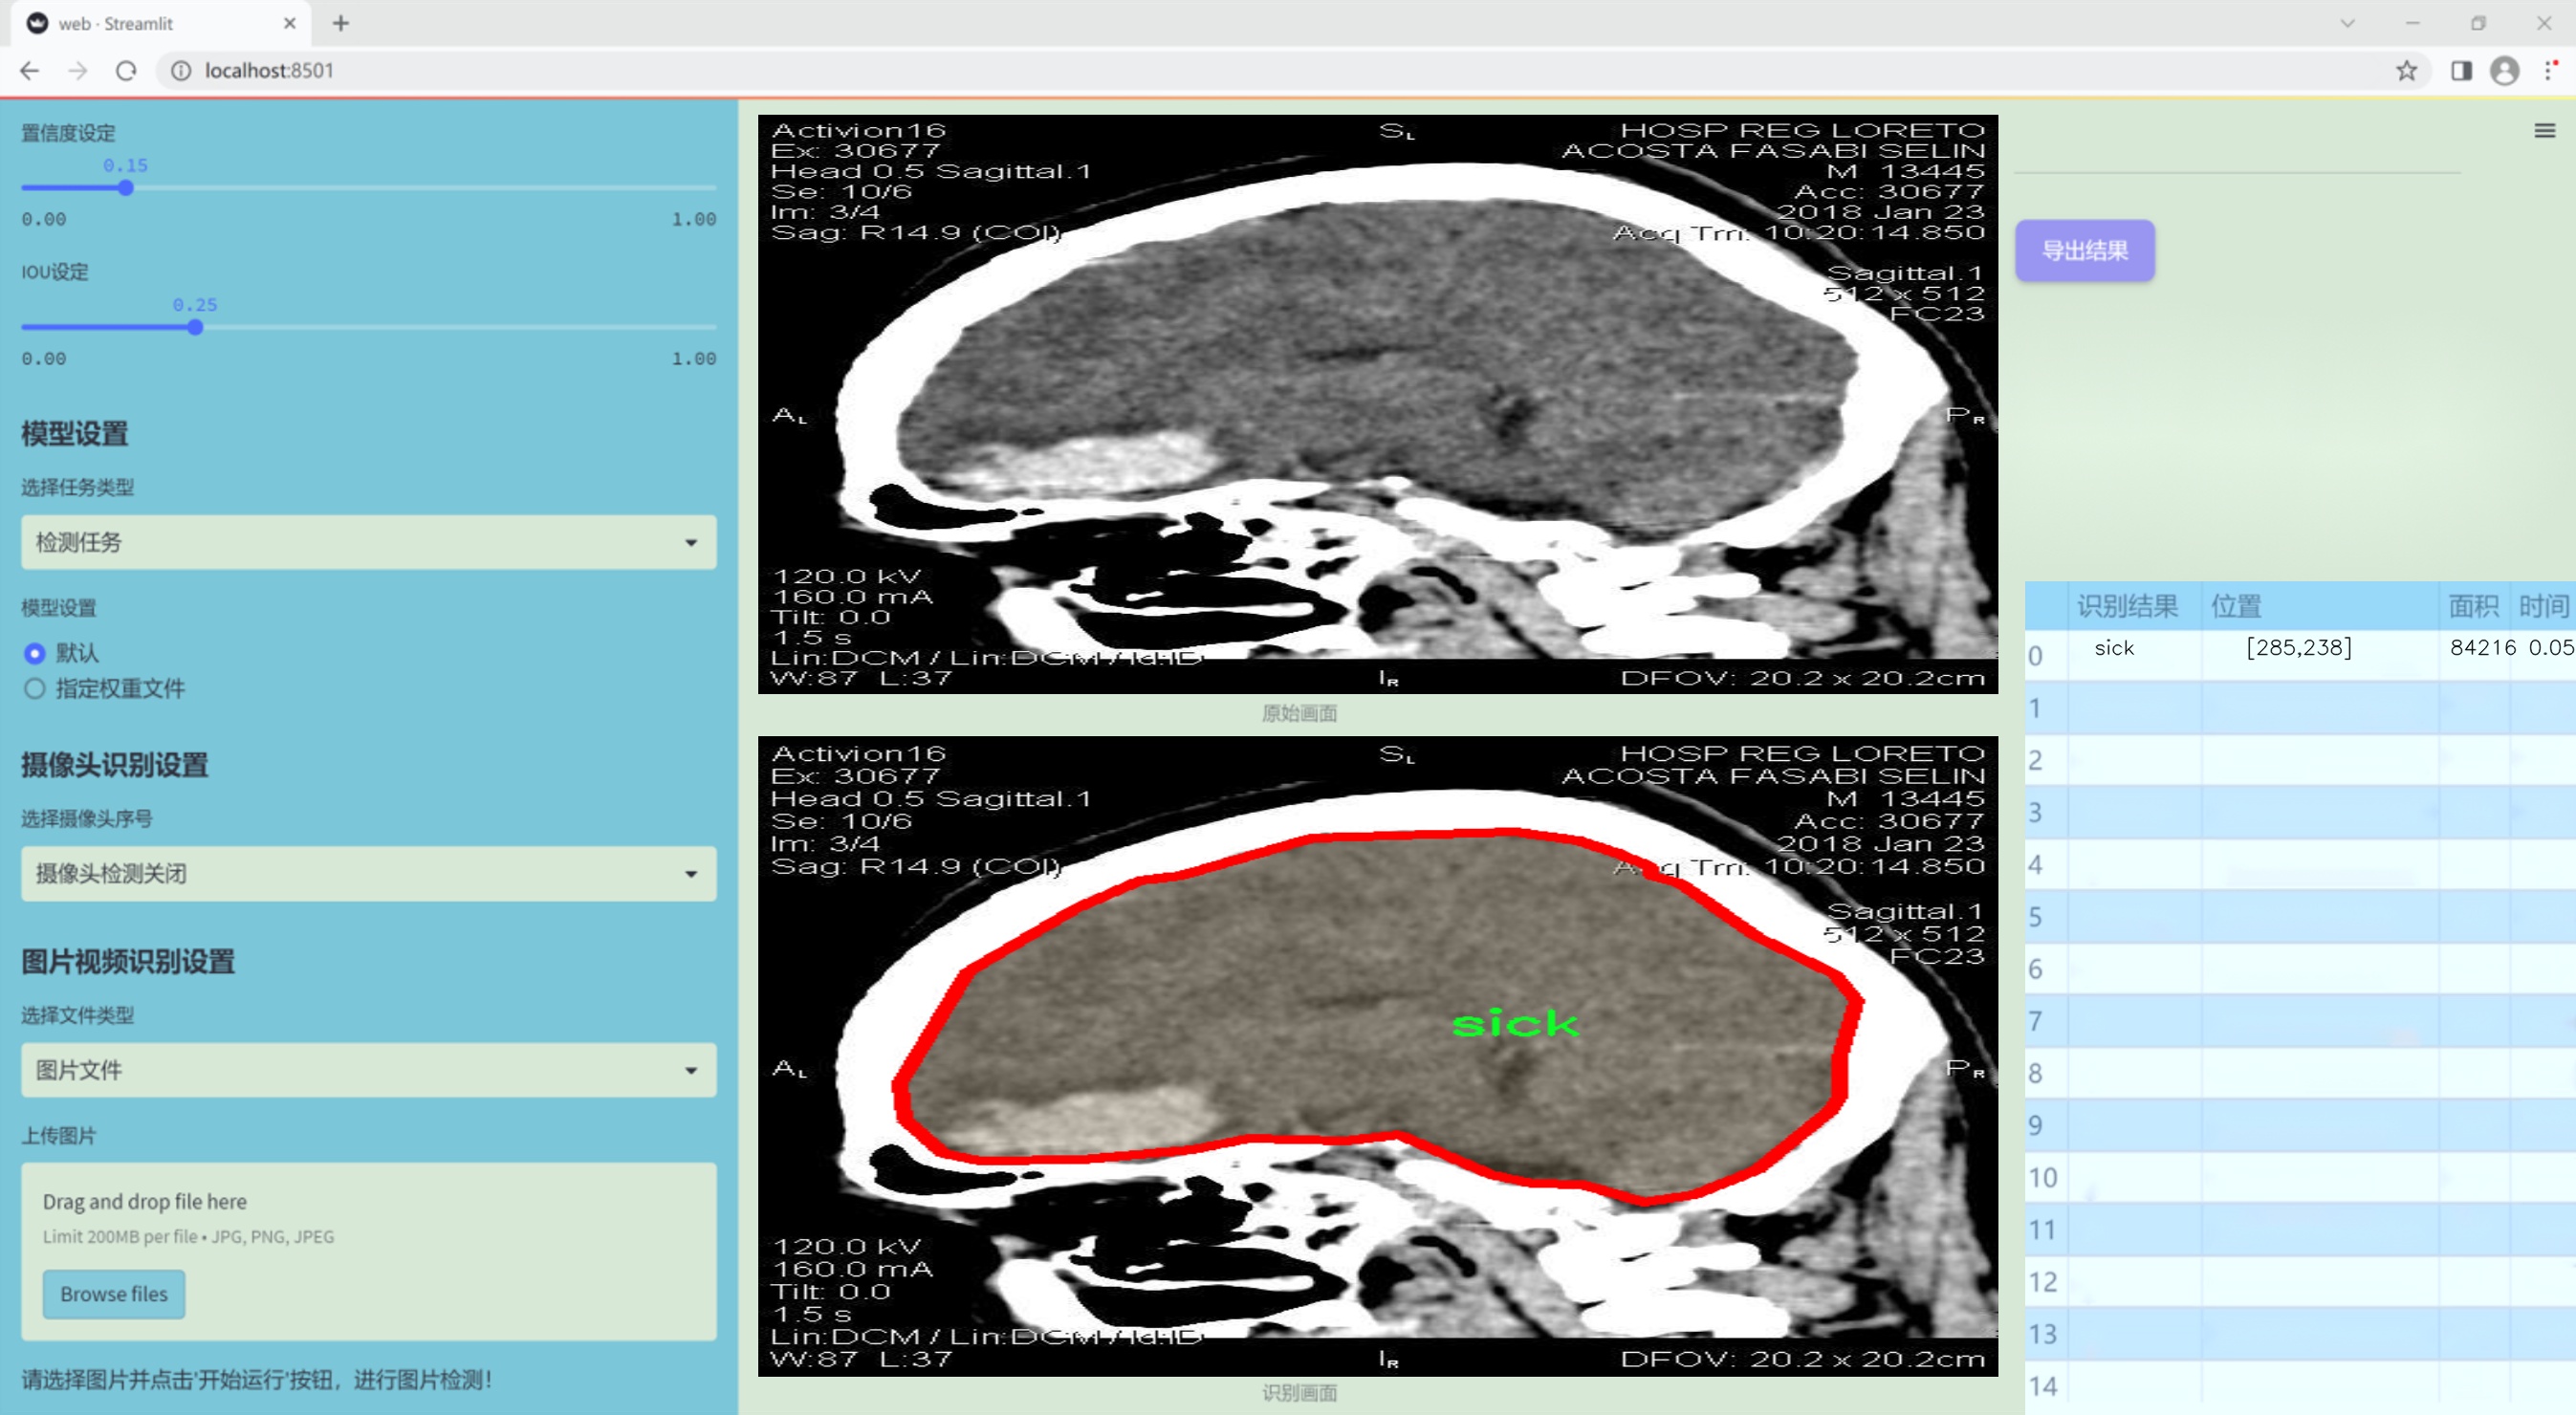 web · Streamlit
localhost:8501
置信度设定
0.15
0.00 1.00
IOU设定
0.25
0.00 1.00
模型设置
选择任务类型
检测任务
模型设置
默认
指定权重文件
摄像头识别设置
选择摄像头序号
摄像头检测关闭
图片视频识别设置
选择文件类型
图片文件
上传图片
Drag and drop file here
Limit 200MB per file • JPG, PNG, JPEG
Browse files
请选择图片并点击'开始运行'按钮，进行图片检测！
Activion16
Ex: 30677
Head 0.5 Sagittal.1
Se: 10/6
Im: 3/4
Sag: R14.9 (COI)
SL
HOSP REG LORETO
ACOSTA FASABI SELIN
M 13445
Acc: 30677
2018 Jan 23
Acq Tm: 10:20:14.850
Sagittal.1
512 x 512
FC23
AL
PR
120.0 kV
160.0 mA
Tilt: 0.0
1.5 s
Lin:DCM / Lin:DCM / Id:ID
W:87 L:37
IR
DFOV: 20.2 x 20.2cm
原始画面
Activion16
Ex: 30677
Head 0.5 Sagittal.1
Se: 10/6
Im: 3/4
Sag: R14.9 (COI)
SL
HOSP REG LORETO
ACOSTA FASABI SELIN
M 13445
Acc: 30677
2018 Jan 23
Tm: 10:20:14.850
Sagittal.1
512 x 512
FC23
sick
AL
PR
120.0 kV
160.0 mA
Tilt: 0.0
1.5 s
Lin:DCM / Lin:DCM / Id:ID
W:87 L:37
IR
DFOV: 20.2 x 20.2cm
识别画面
导出结果
识别结果 位置 面积 时间
0 sick [285,238] 84216 0.05
1
2
3
4
5
6
7
8
9
10
11
12
13
14